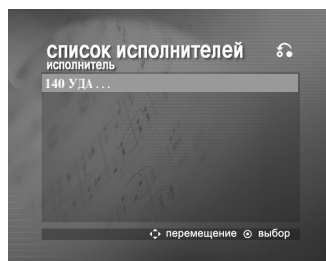 список исполнителей
исполнитель
140 УДА . . .
перемещение выбор